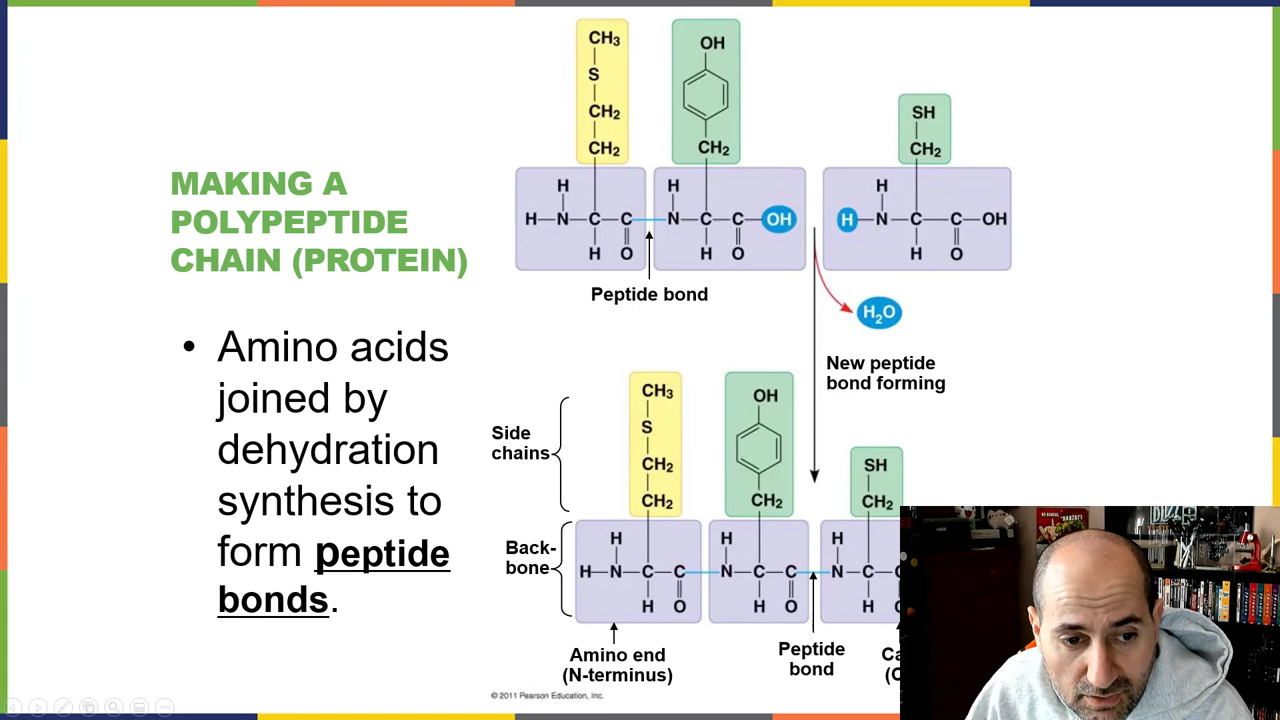 MAKING A
POLYPEPTIDE
CHAIN (PROTEIN)
• Amino acids
joined by
dehydration
synthesis to
form peptide
bonds.
CH₃
S
CH₂
CH₂
OH
CH₂
SH
CH₂
H
H—N—C—C
H O
H
N—C—C—OH
H O
H
H—N—C—C—OH
H O
Peptide bond
H₂O
New peptide
bond forming
Side
chains
CH₃
S
CH₂
CH₂
OH
CH₂
SH
CH₂
Back-
bone
H H H
H—N—C—C—N—C—C—N—C
H O H O H
Amino end
(N-terminus)
Peptide
bond
© 2011 Pearson Education, Inc.